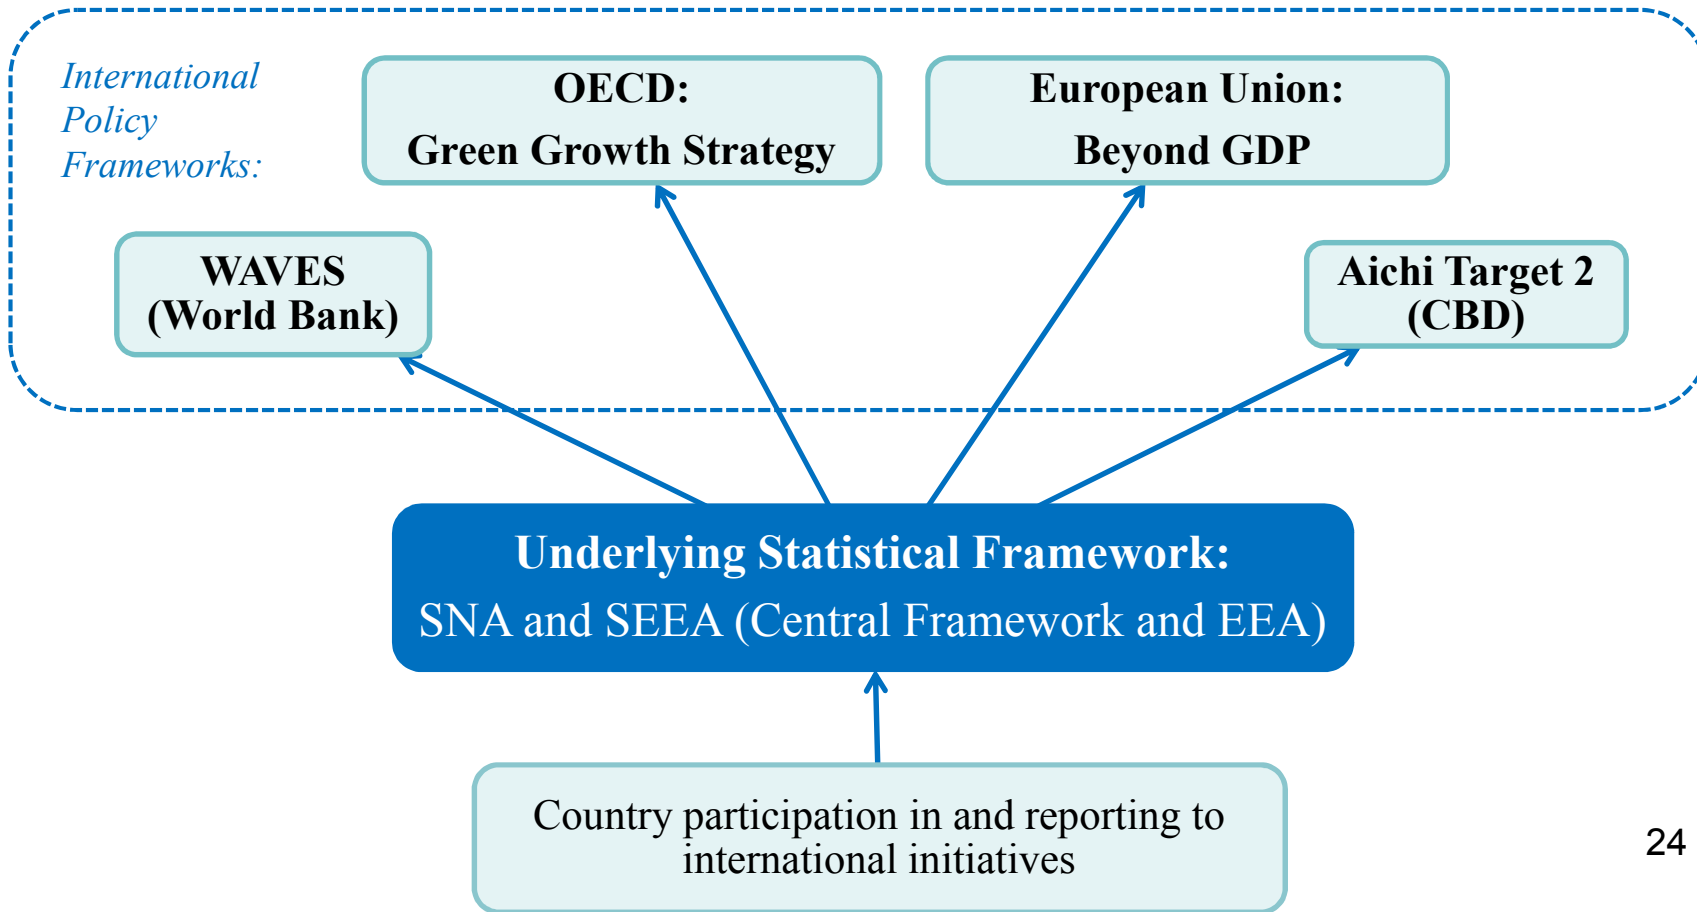 International
Policy
Frameworks:
OECD:
Green Growth Strategy
European Union:
Beyond GDP
WAVES
(World Bank)
Aichi Target 2
(CBD)
Underlying Statistical Framework:
SNA and SEEA (Central Framework and EEA)
Country participation in and reporting to
international initiatives
24